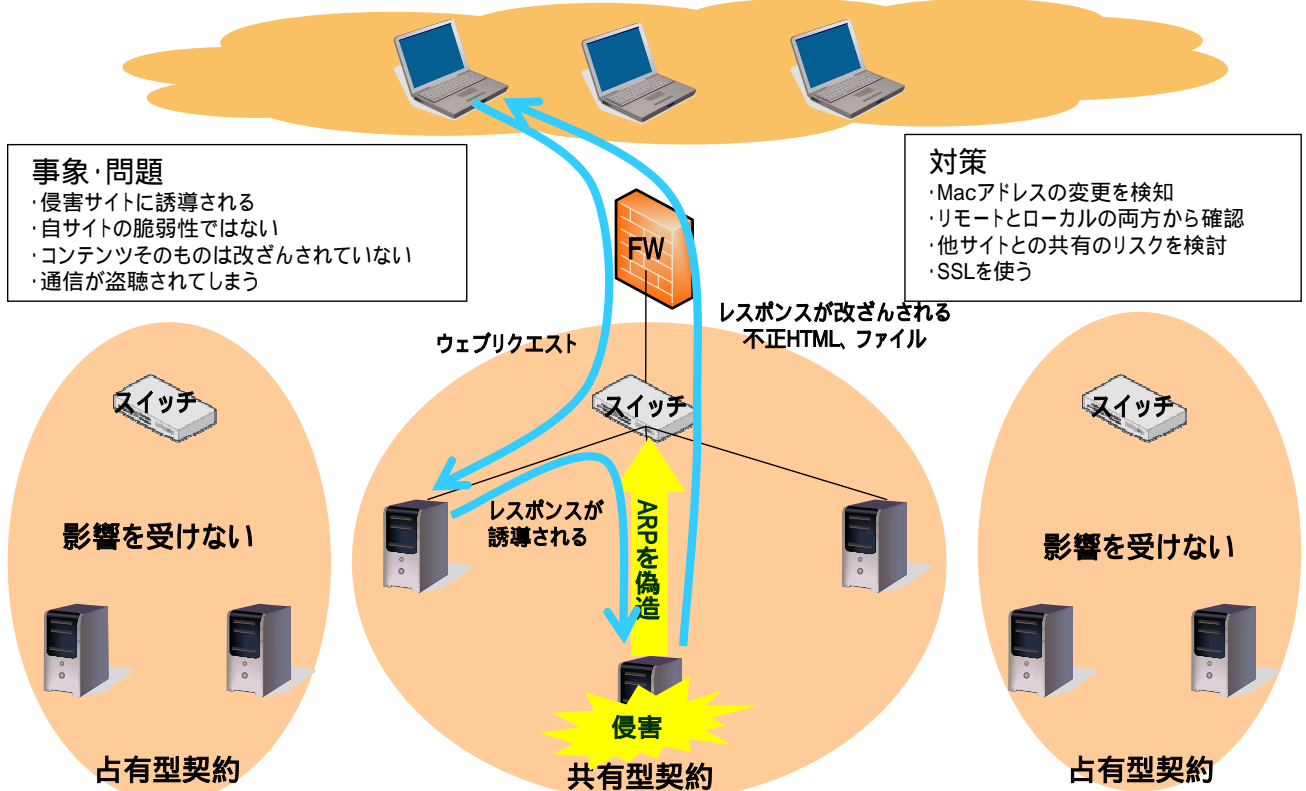 事象・問題
・侵害サイトに誘導される
・自サイトの脆弱性ではない
・コンテンツそのものは改ざんされていない
・通信が盗聴されてしまう
対策
・Macアドレスの変更を検知
・リモートとローカルの両方から確認
・他サイトとの共有のリスクを検討
・SSLを使う
FW
ウェブリクエスト
レスポンスが改ざんされる
不正HTML、ファイル
スイッチ
スイッチ
スイッチ
レスポンスが
誘導される
ARPを偽造
影響を受けない
影響を受けない
侵害
占有型契約
共有型契約
占有型契約